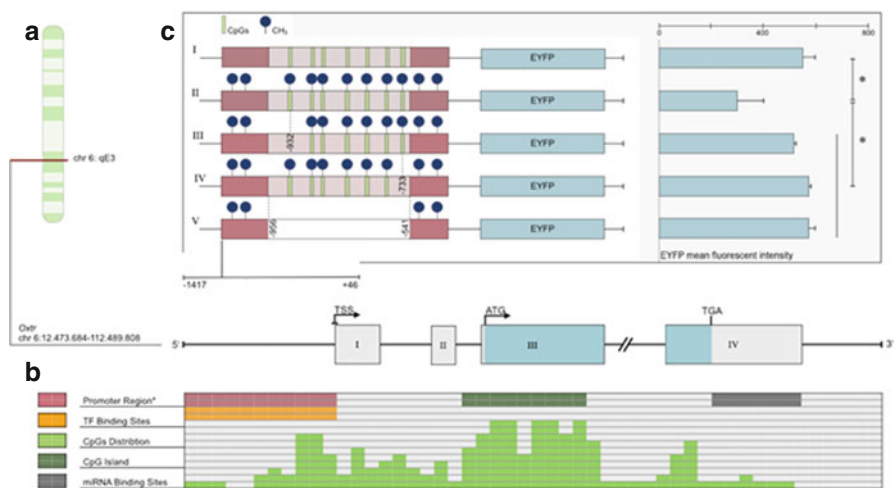 a
chr 6: qE3
Oxtr
chr 6:12.473.684-112.489.808
c
CpGs
CH₃
0
400
800
I
EYFP
II
EYFP
-932
III
EYFP
IV
EYFP
-733
V
-956
-541
EYFP
*
*
EYFP mean fluorescent intensity
-1417
+46
5'
TSS
I
II
ATG
III
TGA
IV
3'
b
Promoter Region*
TF Binding Sites
CpGs Distribtion
CpG Island
miRNA Binding Sites